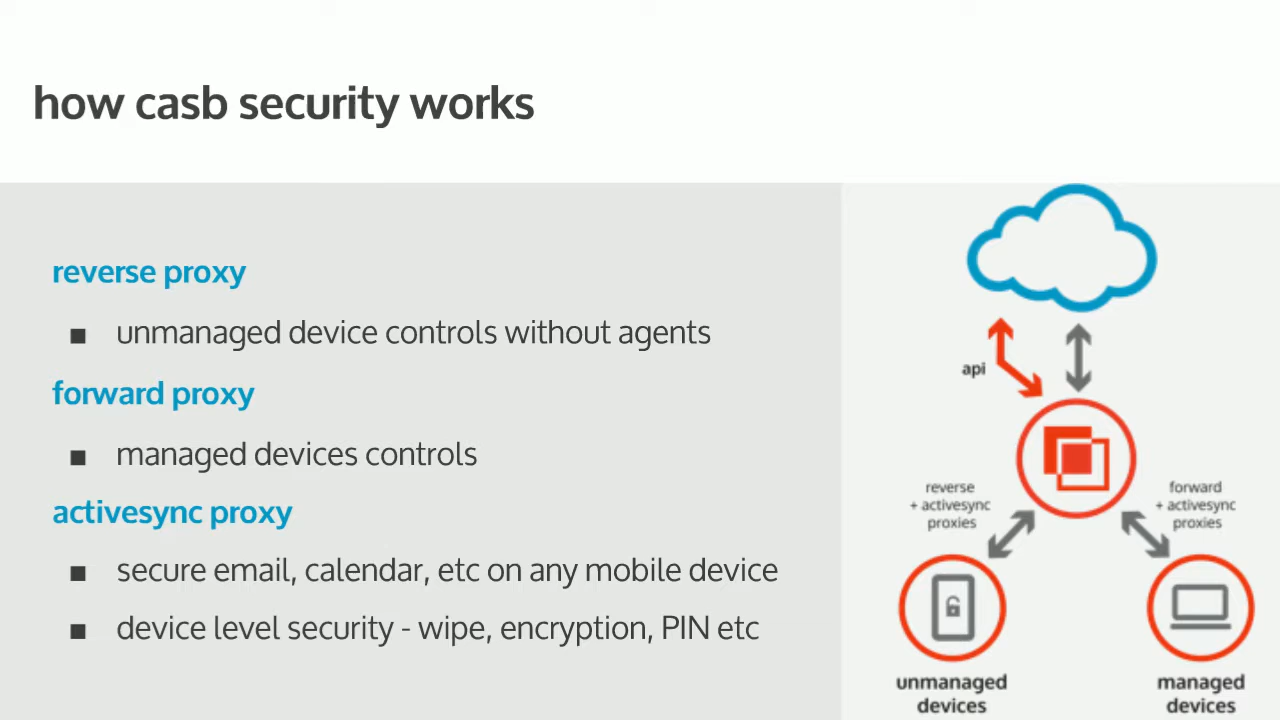 how casb security works
reverse proxy
■ unmanaged device controls without agents
forward proxy
■ managed devices controls
activesync proxy
■ secure email, calendar, etc on any mobile device
■ device level security - wipe, encryption, PIN etc
api
reverse
+ activesync
proxies
forward
+ activesync
proxies
unmanaged
devices
managed
devices